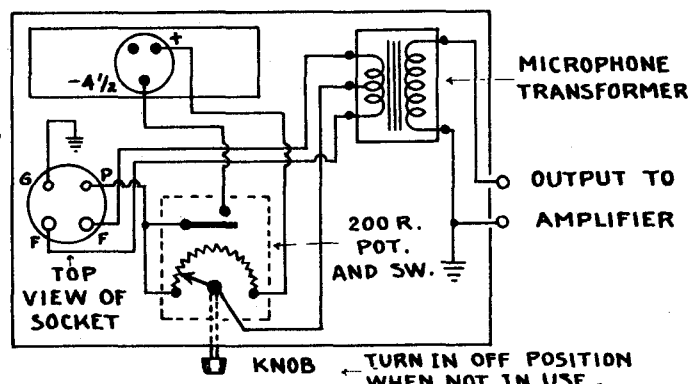 +
-4½
MICROPHONE
TRANSFORMER
G
P
F
F
TOP
VIEW OF
SOCKET
200 R.
POT.
AND SW.
OUTPUT TO
AMPLIFIER
KNOB
TURN IN OFF POSITION
WHEN NOT IN USE.